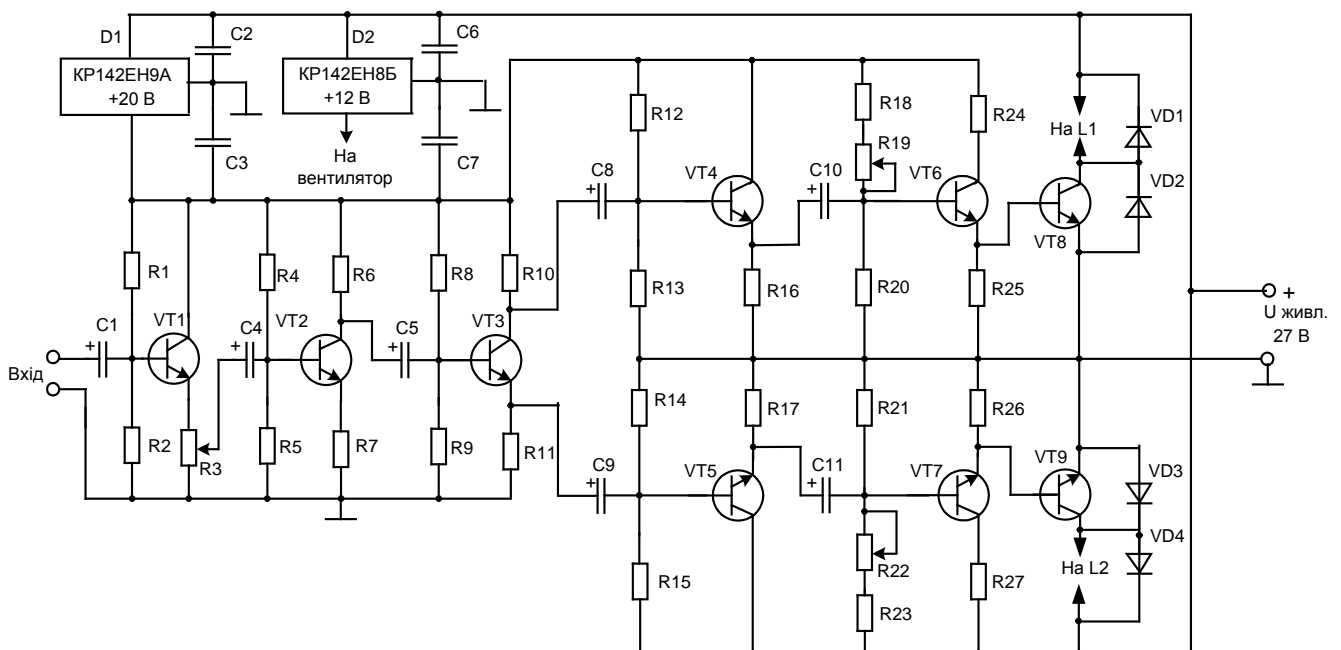 D1
C2
D2
C6
КР142ЕН9А
+20 В
КР142ЕН8Б
+12 В
C3
На
вентилятор
C7
R12
R18
R19
R24
На L1
VD1
VD2
C8
+
VT4
C10
+
VT6
VT8
R1
R4
R6
R8
R10
R13
R16
R20
R25
+
U живл.
27 В
C1
+
VT1
C4
+
VT2
C5
+
VT3
Вхід
R2
R3
R5
R7
R9
R11
R14
R17
R21
R26
C9
+
VT5
C11
+
VT7
VT9
VD3
VD4
R15
R22
R23
R27
На L2